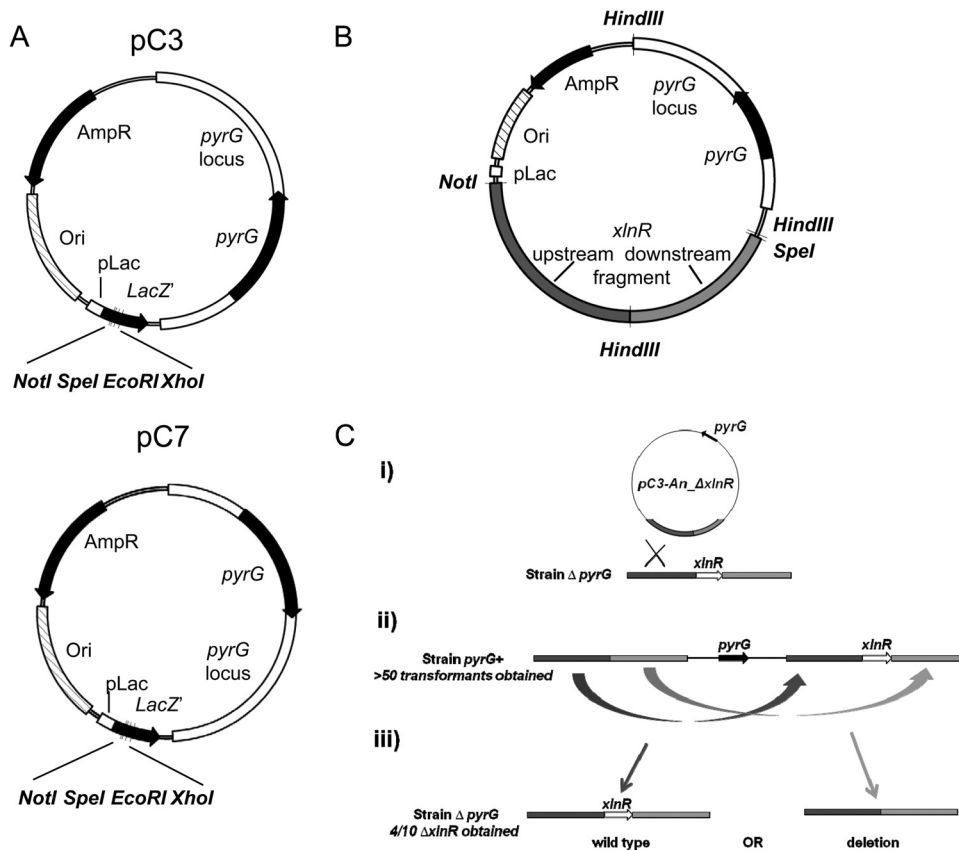 A
pC3
AmpR
pyrG
locus
Ori
pyrG
pLac
LacZ'
NotI SpeI EcoRI XhoI
pC7
AmpR
pyrG
Ori
pyrG
locus
pLac
LacZ'
NotI SpeI EcoRI XhoI
B
HindIII
AmpR
pyrG
locus
Ori
pyrG
NotI
pLac
HindIII
SpeI
xlnR
upstream downstream
fragment
HindIII
C
i)
pyrG
pC3-An_ΔxlnR
xlnR
Strain Δ pyrG
ii)
pyrG
xlnR
Strain pyrG+
>50 transformants obtained
iii)
xlnR
Strain Δ pyrG
4/10 ΔxlnR obtained
wild type OR deletion